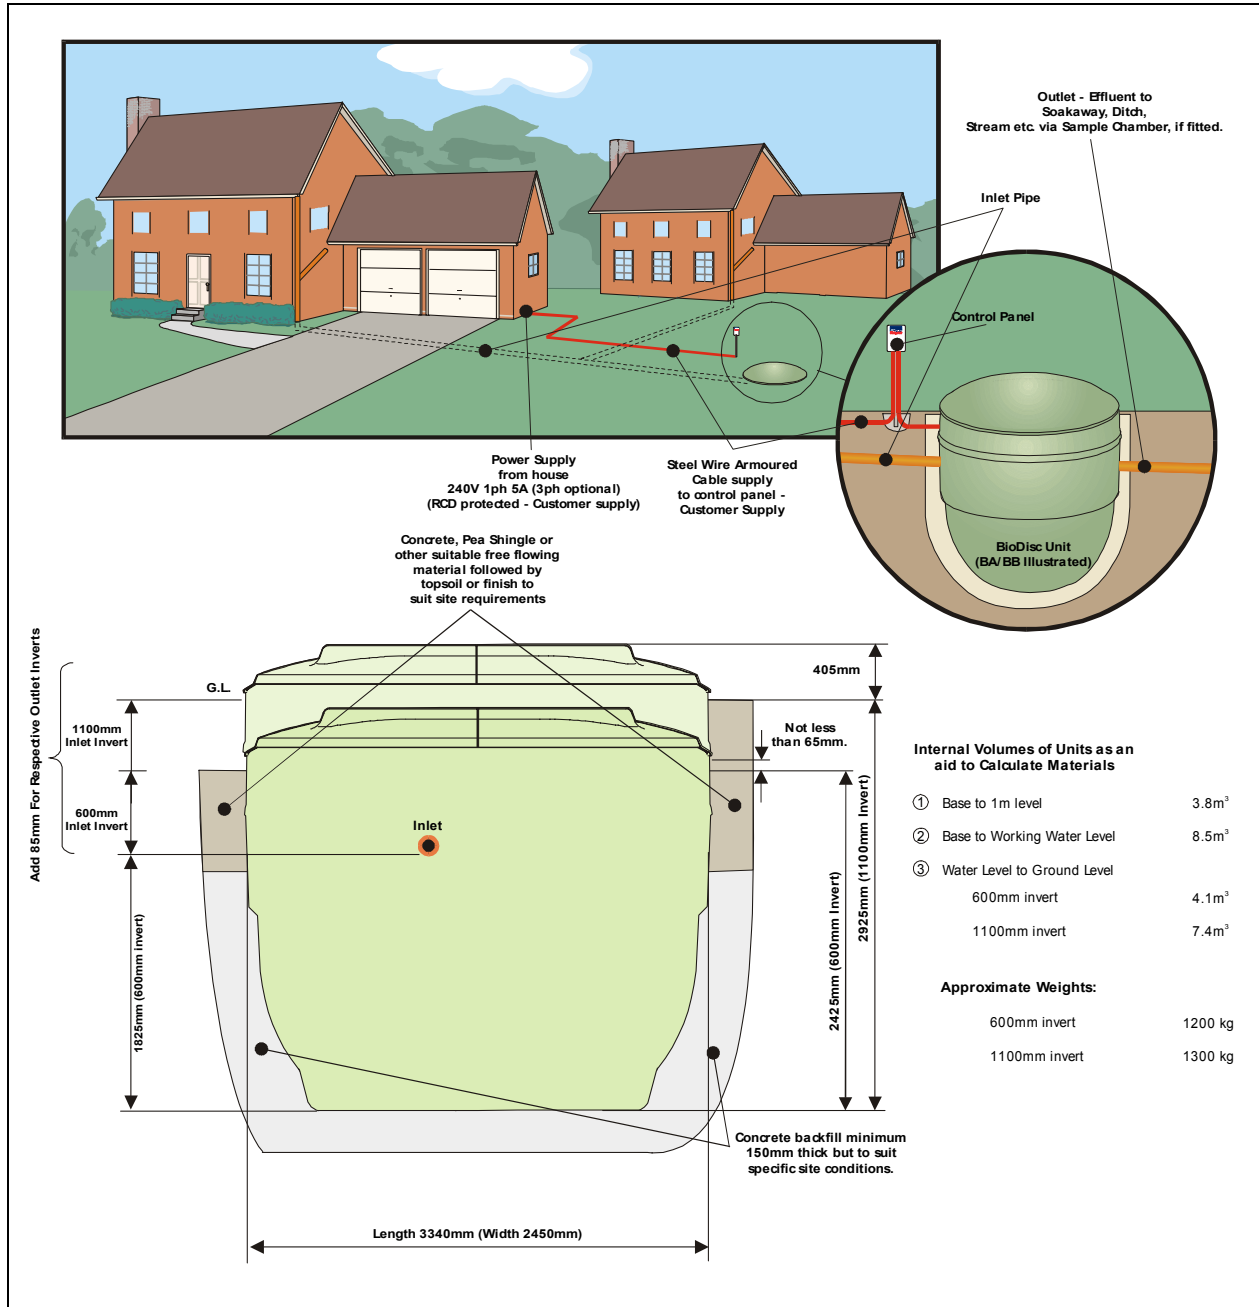 Outlet - Effluent to
Soakaway, Ditch,
Stream etc. via Sample Chamber, if fitted.
Inlet Pipe
Control Panel
Power Supply
from house
240V 1ph 5A (3ph optional)
(RCD protected - Customer supply)
Steel Wire Armoured
Cable supply
to control panel -
Customer Supply
BioDisc Unit
(BA/BB Illustrated)
Concrete, Pea Shingle or
other suitable free flowing
material followed by
topsoil or finish to
suit site requirements
Add 85mm For Respective Outlet Inverts
G.L.
405mm
1100mm
Inlet Invert
Not less
than 65mm.
600mm
Inlet Invert
Inlet
1825mm (600mm invert)
2425mm (600mm Invert)
2925mm (1100mm Invert)
Concrete backfill minimum
150mm thick but to suit
specific site conditions.
Length 3340mm (Width 2450mm)
Internal Volumes of Units as an
aid to Calculate Materials
① Base to 1m level 3.8m³
② Base to Working Water Level 8.5m³
③ Water Level to Ground Level
600mm invert 4.1m³
1100mm invert 7.4m³
Approximate Weights:
600mm invert 1200 kg
1100mm invert 1300 kg